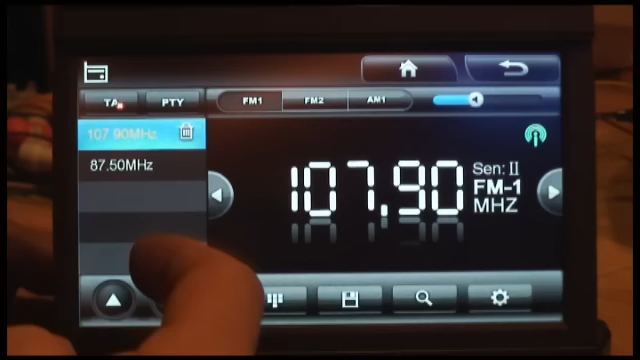 TA PTY FM1 FM2 AM1
107.90MHz
87.50MHz
107.90
Sen: II
FM-1
MHZ